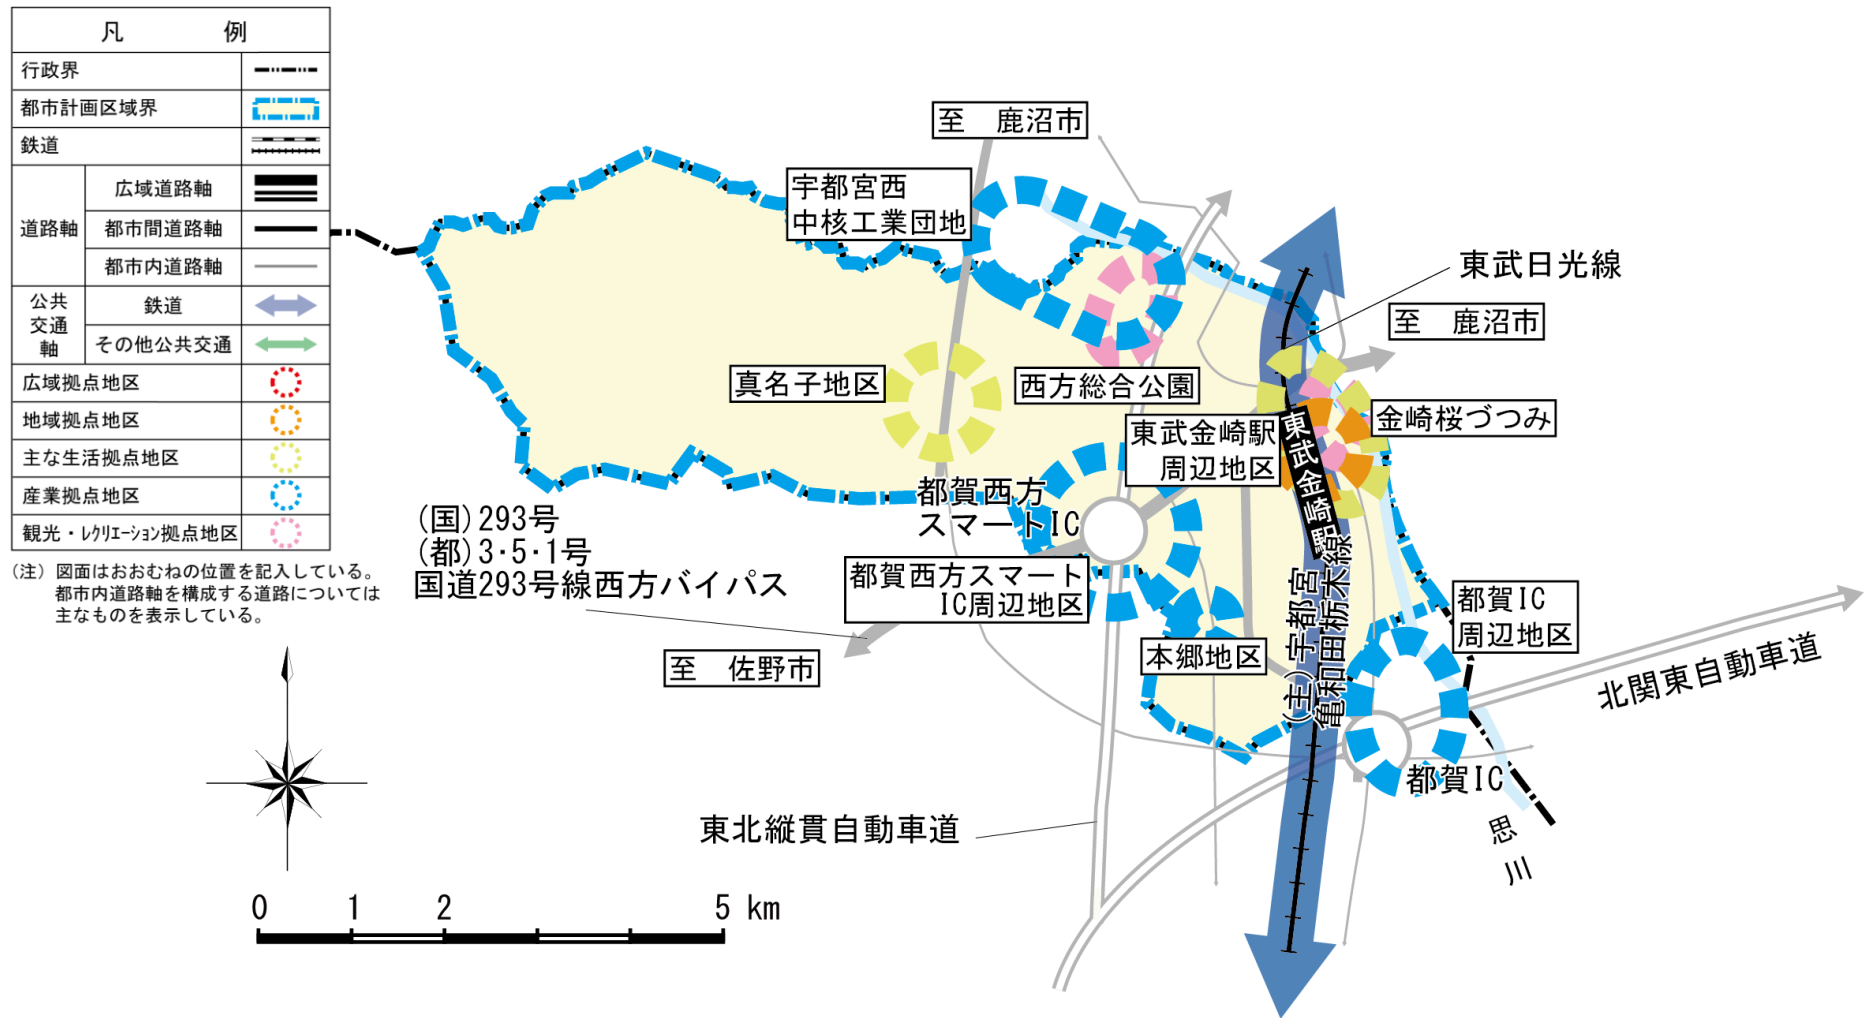 凡　例
行政界
都市計画区域界
鉄道
道路軸
広域道路軸
都市間道路軸
都市内道路軸
公共
交通
軸
鉄道
その他公共交通
広域拠点地区
地域拠点地区
主な生活拠点地区
産業拠点地区
観光・レクリエーション拠点地区
（注）図面はおおむねの位置を記入している。
都市内道路軸を構成する道路については
主なものを表示している。
至　鹿沼市
宇都宮西
中核工業団地
東武日光線
至　鹿沼市
真名子地区
西方総合公園
金崎桜づつみ
東武金崎駅
周辺地区
東武金崎駅
都賀西方
スマートIC
(国)293号
(都)3・5・1号
国道293号線西方バイパス
都賀西方スマート
IC周辺地区
都賀IC
周辺地区
至　佐野市
本郷地区
(主)宇都宮
亀和田栃木線
北関東自動車道
都賀IC
東北縦貫自動車道
思川
0 1 2 5 km